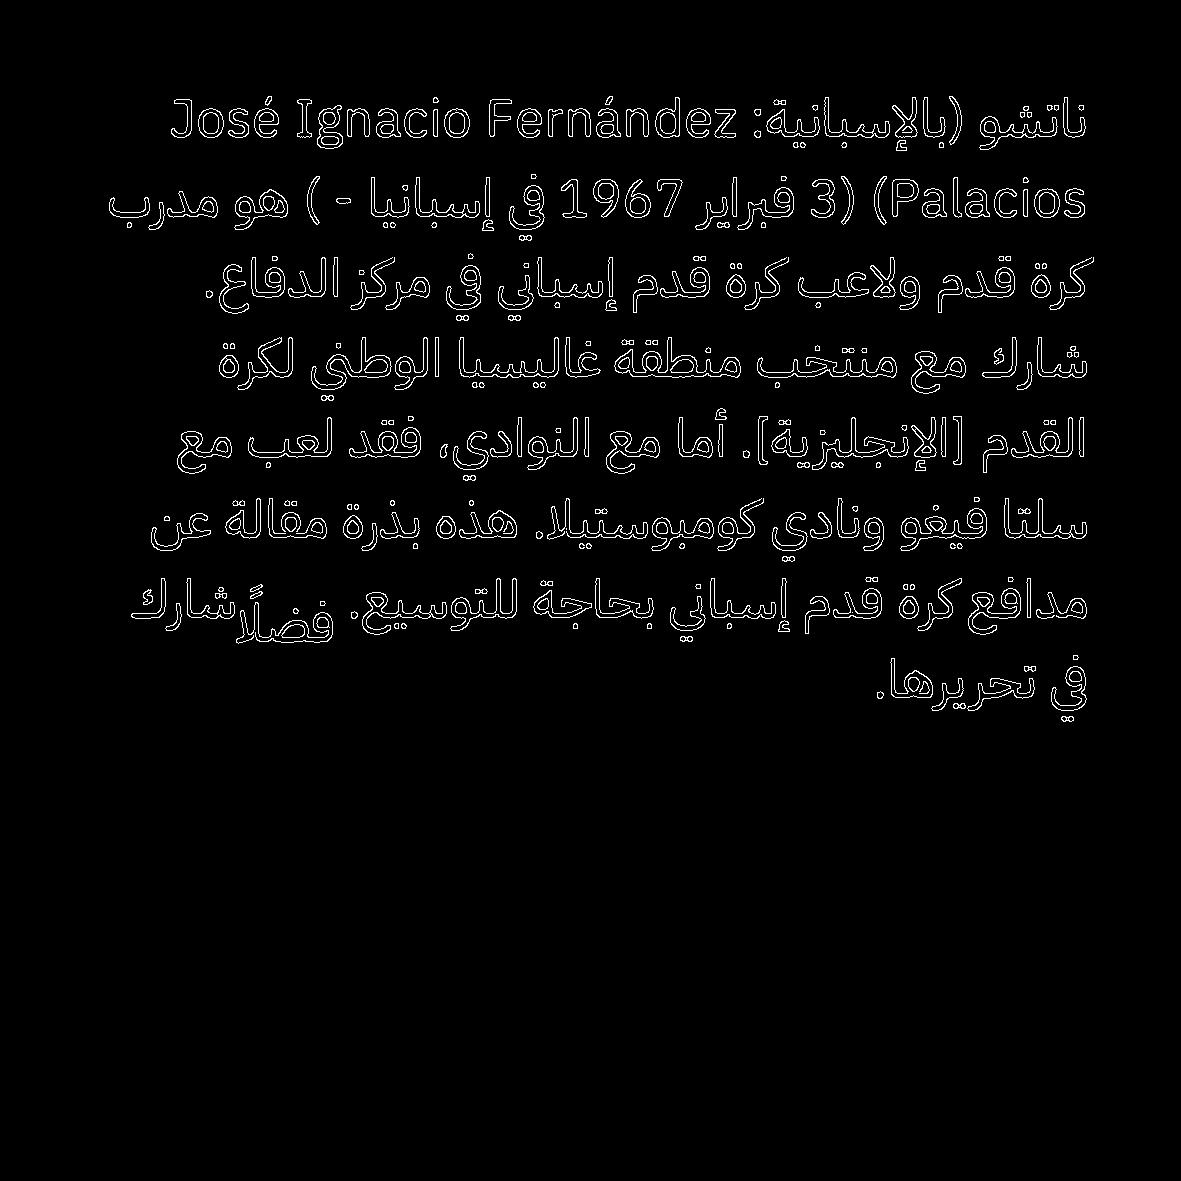 ناتشو (بالإسبانية: José Ignacio Fernández
Palacios) (3 فبراير 1967 في إسبانيا - ) هو مدرب
كرة قدم ولاعب كرة قدم إسباني في مركز الدفاع.
شارك مع منتخب منطقة غاليسيا الوطني لكرة
القدم [الإنجليزية]. أما مع النوادي، فقد لعب مع
سلتا فيغو ونادي كومبوستيلا. هذه بذرة مقالة عن
مدافع كرة قدم إسباني بحاجة للتوسيع. فضلًا شارك
في تحريرها.